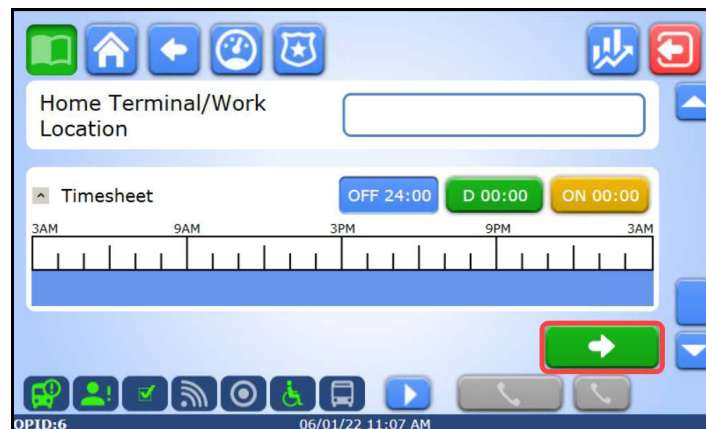 Home Terminal/Work
Location
Timesheet
OFF 24:00
D 00:00
ON 00:00
3AM 9AM 3PM 9PM 3AM
OPID:6
06/01/22 11:07 AM